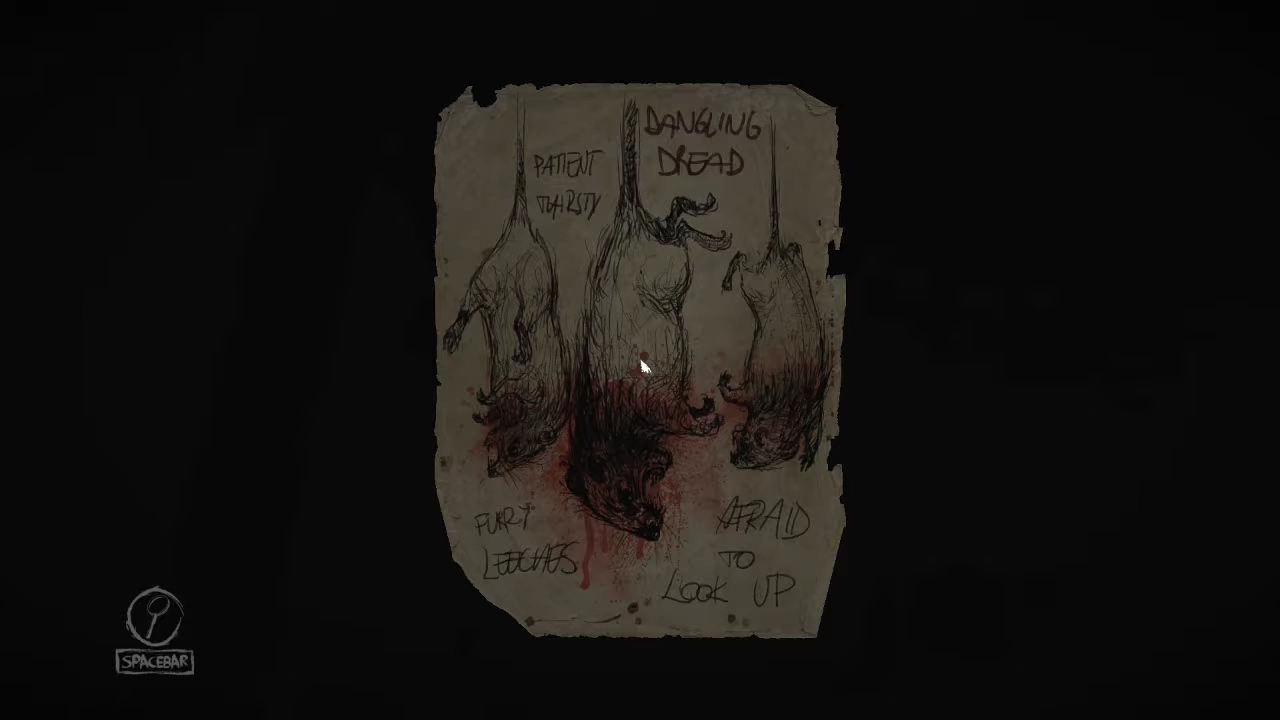 DANGLING
DREAD
PATIENT
THIRSTY
FURRY
LEECHES
AFRAID
TO
LOOK UP
SPACEBAR